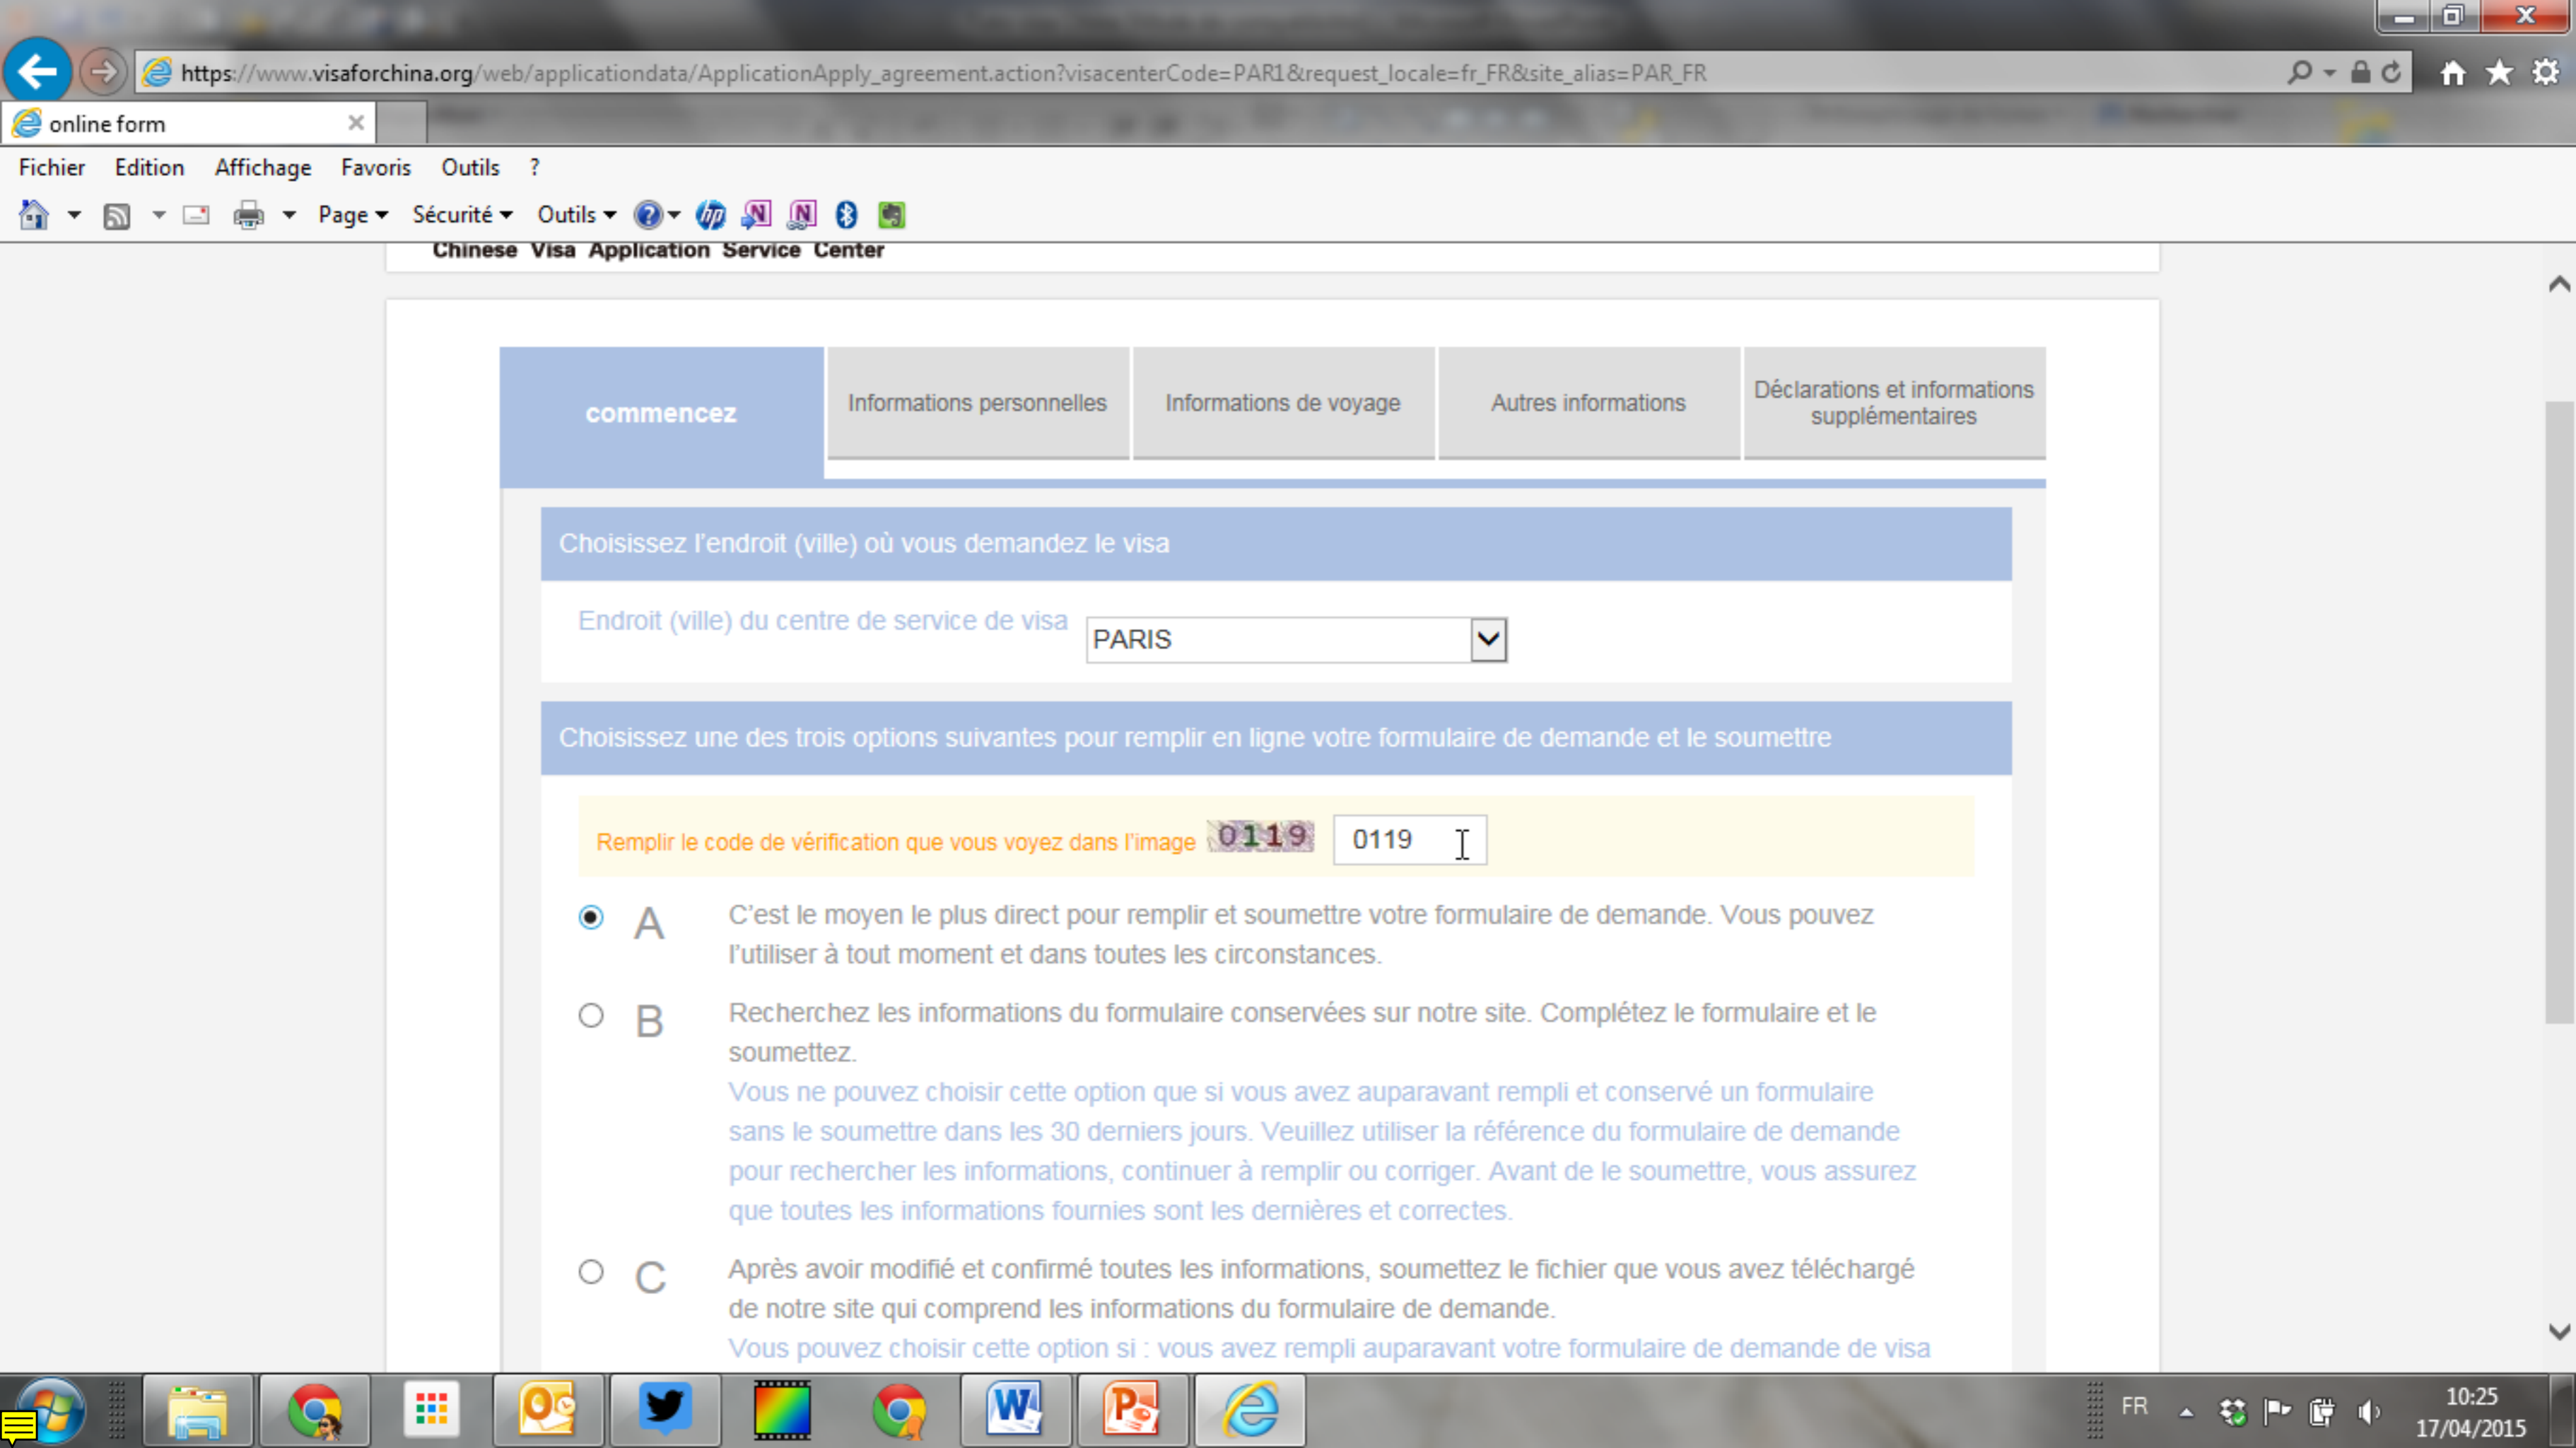 https://www.visaforchina.org/web/applicationdata/ApplicationApply_agreement.action?visacenterCode=PAR1&request_locale=fr_FR&site_alias=PAR_FR
online form
Fichier Edition Affichage Favoris Outils ?
Page Sécurité Outils
Chinese Visa Application Service Center
commencez
Informations personnelles
Informations de voyage
Autres informations
Déclarations et informations
supplémentaires
Choisissez l'endroit (ville) où vous demandez le visa
Endroit (ville) du centre de service de visa PARIS
Choisissez une des trois options suivantes pour remplir en ligne votre formulaire de demande et le soumettre
Remplir le code de vérification que vous voyez dans l'image 0119 0119
A C'est le moyen le plus direct pour remplir et soumettre votre formulaire de demande. Vous pouvez
l'utiliser à tout moment et dans toutes les circonstances.
B Recherchez les informations du formulaire conservées sur notre site. Complétez le formulaire et le
soumettez.
Vous ne pouvez choisir cette option que si vous avez auparavant rempli et conservé un formulaire
sans le soumettre dans les 30 derniers jours. Veuillez utiliser la référence du formulaire de demande
pour rechercher les informations, continuer à remplir ou corriger. Avant de le soumettre, vous assurez
que toutes les informations fournies sont les dernières et correctes.
C Après avoir modifié et confirmé toutes les informations, soumettez le fichier que vous avez téléchargé
de notre site qui comprend les informations du formulaire de demande.
Vous pouvez choisir cette option si : vous avez rempli auparavant votre formulaire de demande de visa
FR
10:25
17/04/2015